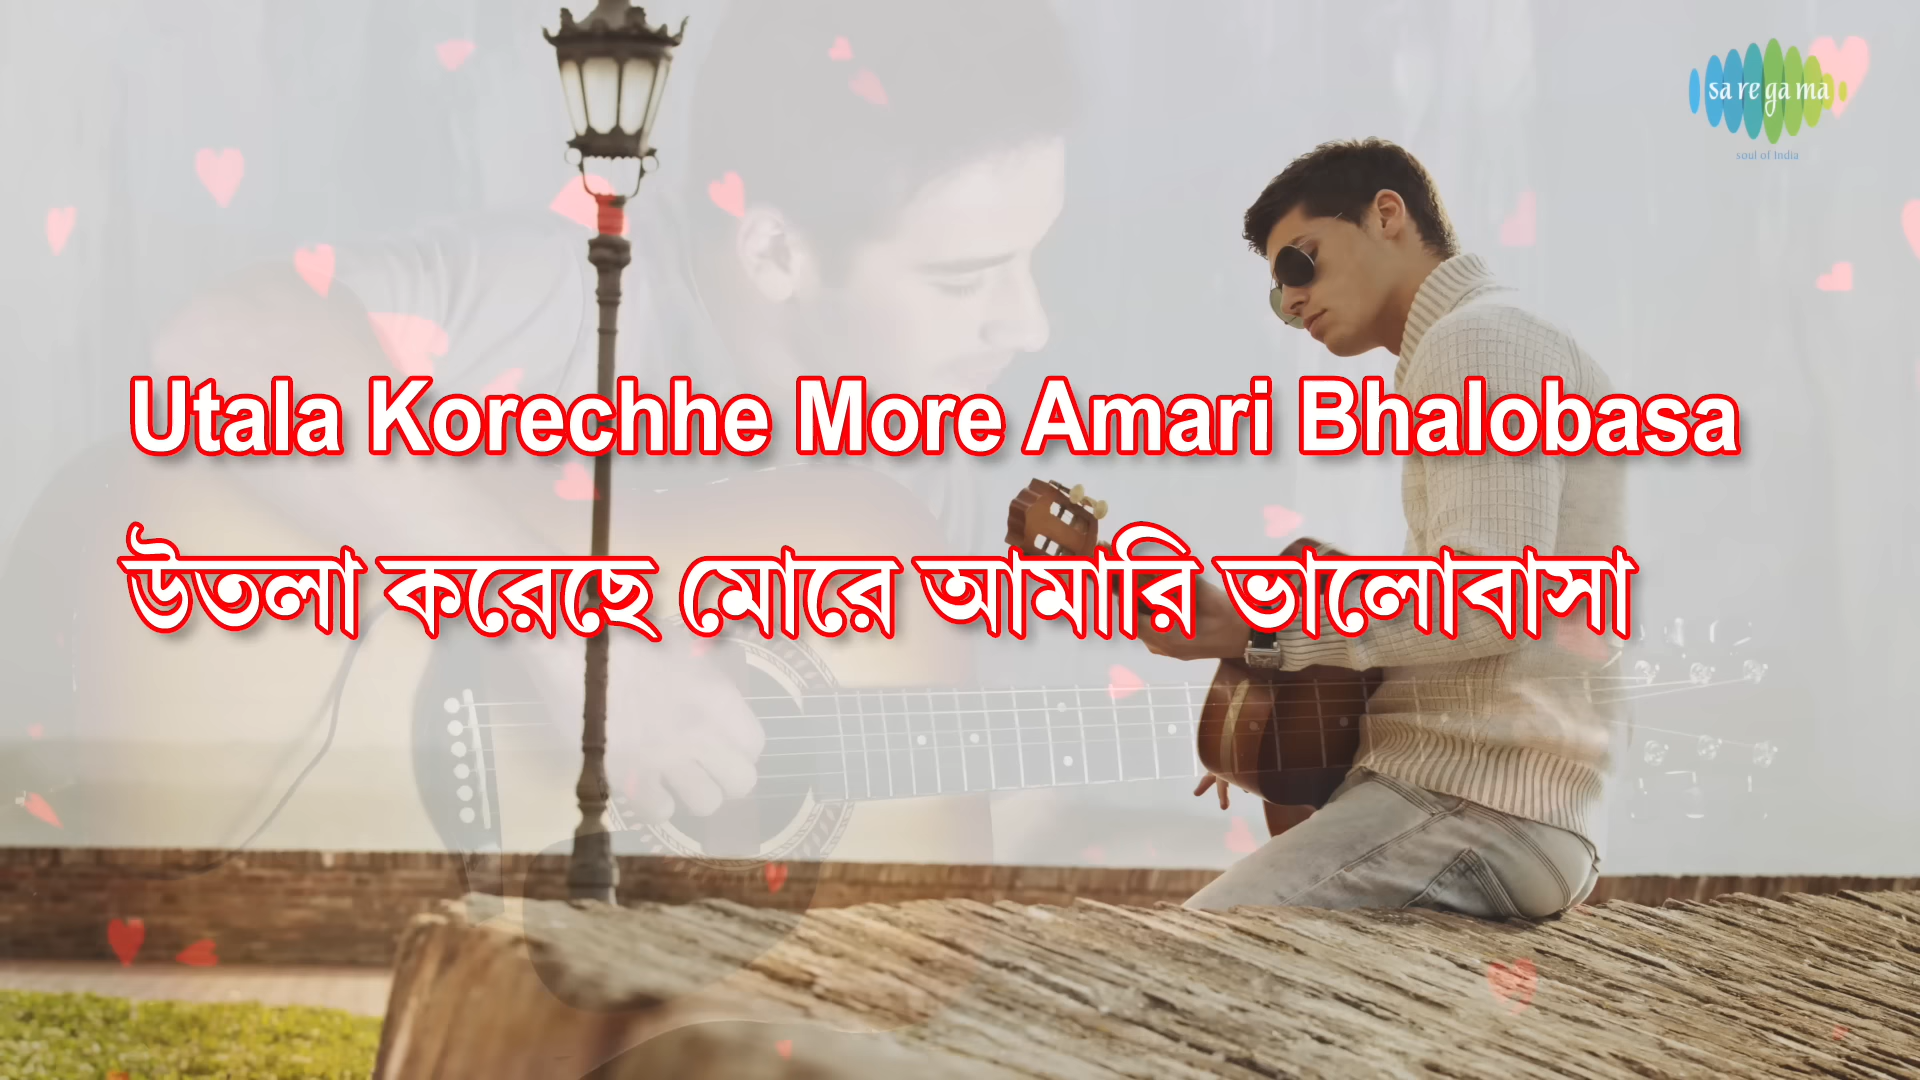 sa re ga ma
soul of India
Utala Korechhe More Amari Bhalobasa
উতলা করেছে মোরে আমারি ভালোবাসা